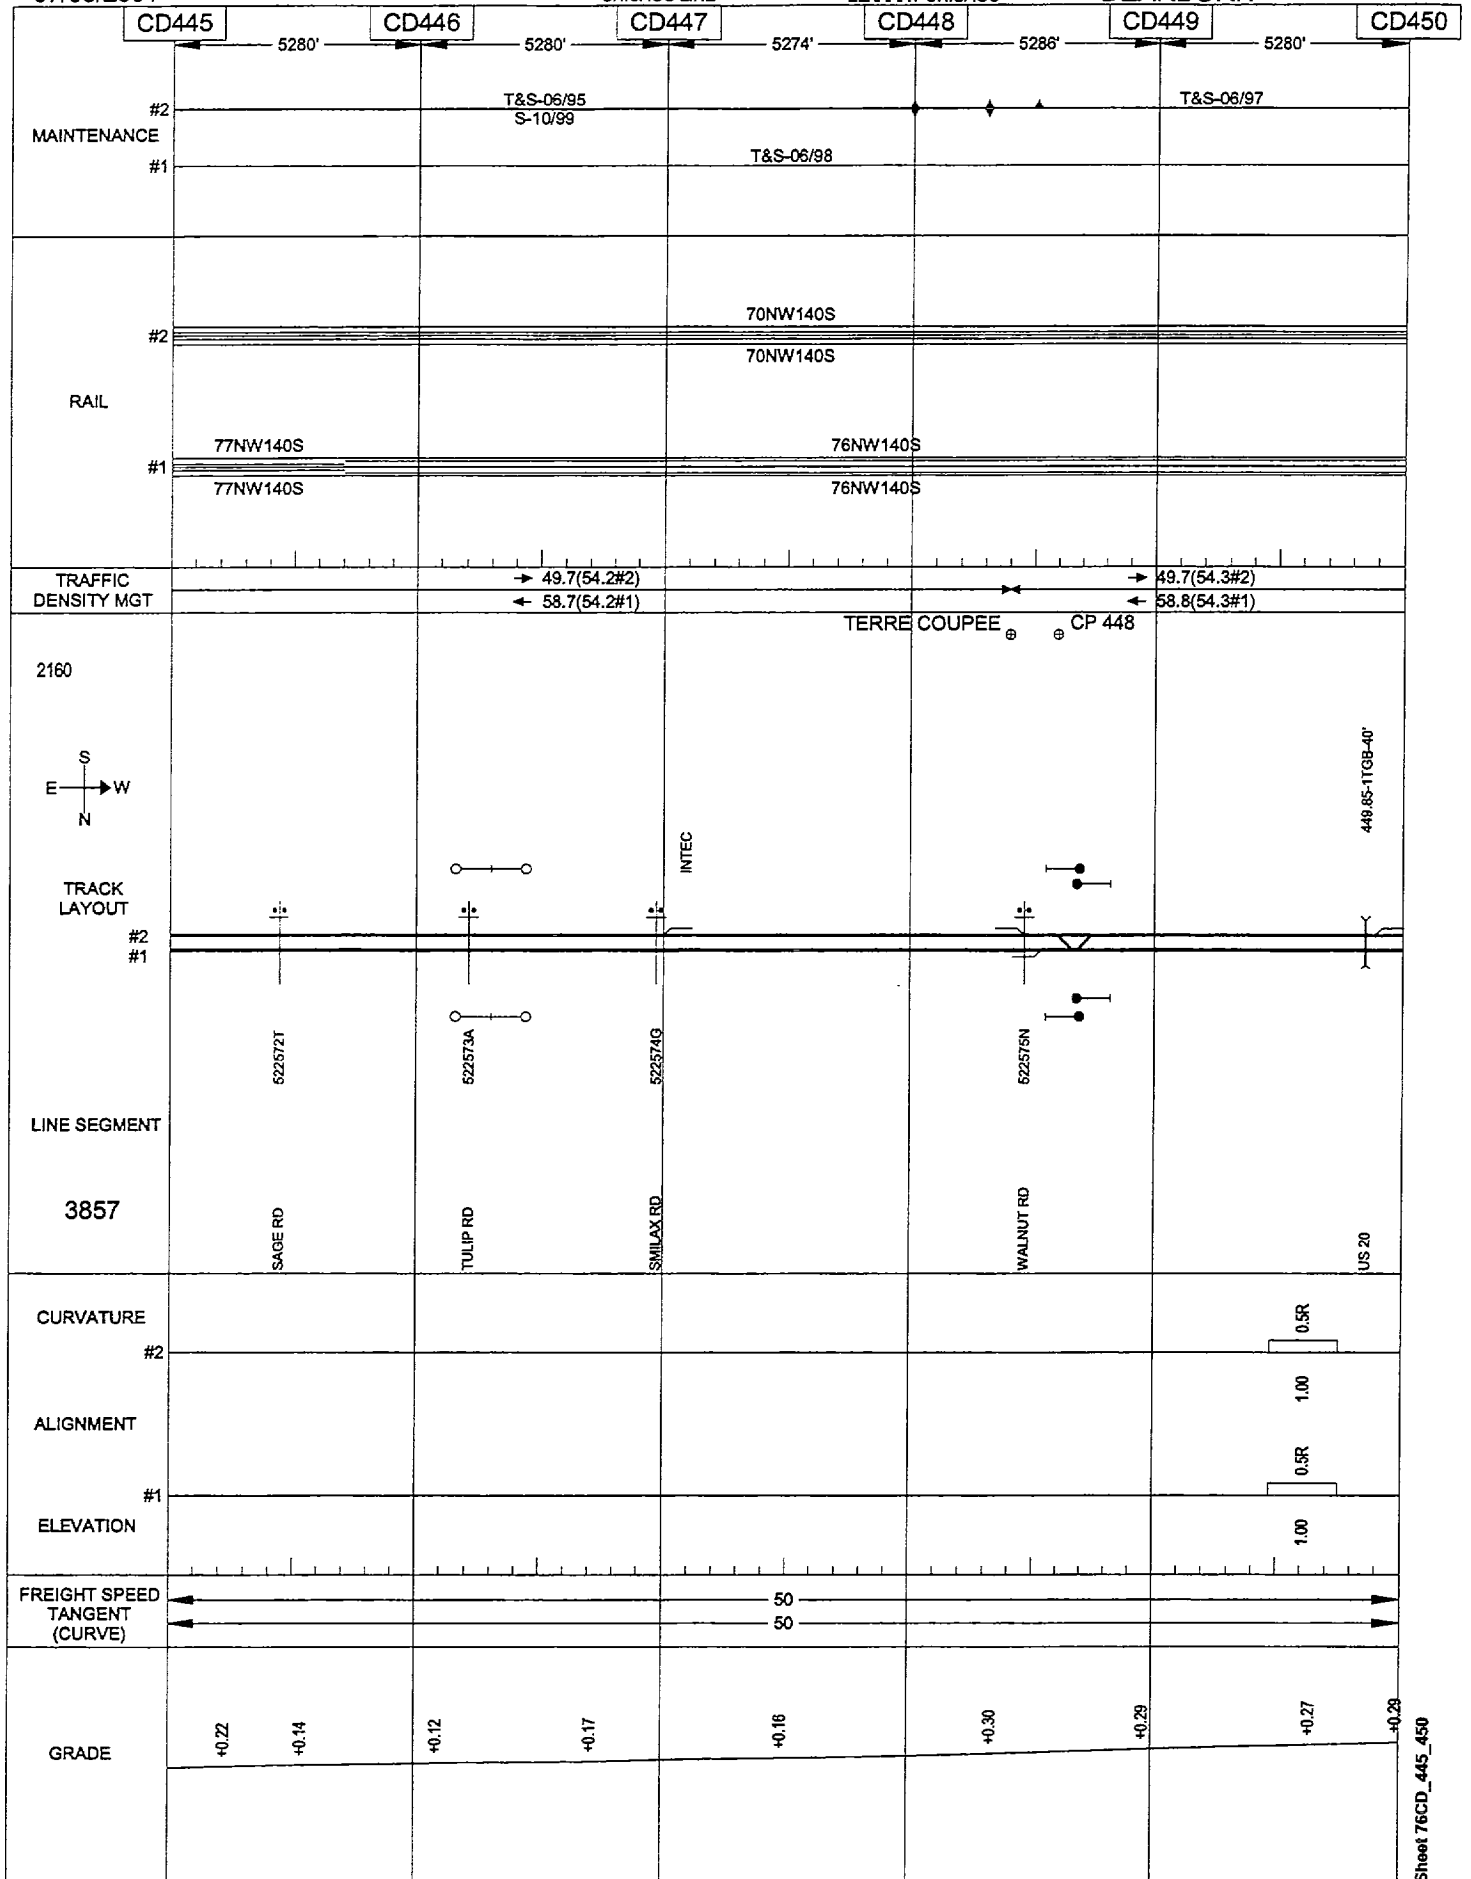 CD445 CD446 CD447 CD448 CD449 CD450
5280' 5280' 5274' 5286' 5280'
#2 T&S-06/95 T&S-06/97
S-10/99
MAINTENANCE
#1 T&S-06/98
70NW140S
#2
70NW140S
RAIL
77NW140S 76NW140S
#1
77NW140S 76NW140S
TRAFFIC
DENSITY MGT
→ 49.7(54.2#2) → 49.7(54.3#2)
← 58.7(54.2#1) ← 58.8(54.3#1)
TERRE COUPEE CP 448
2160
S
E W
N
449.85-1TGB-40'
INTEC
TRACK
LAYOUT
#2
#1
522572T
522573A
522574G
522575N
LINE SEGMENT
3857
SAGE RD
TULIP RD
SMILAX RD
WALNUT RD
US 20
CURVATURE
#2
0.5R
1.00
ALIGNMENT
0.5R
#1
ELEVATION
1.00
FREIGHT SPEED
TANGENT
(CURVE)
50
50
GRADE
+0.22
+0.14
+0.12
+0.17
+0.16
+0.30
+0.29
+0.27
+0.29
Sheet 76CD_445_450